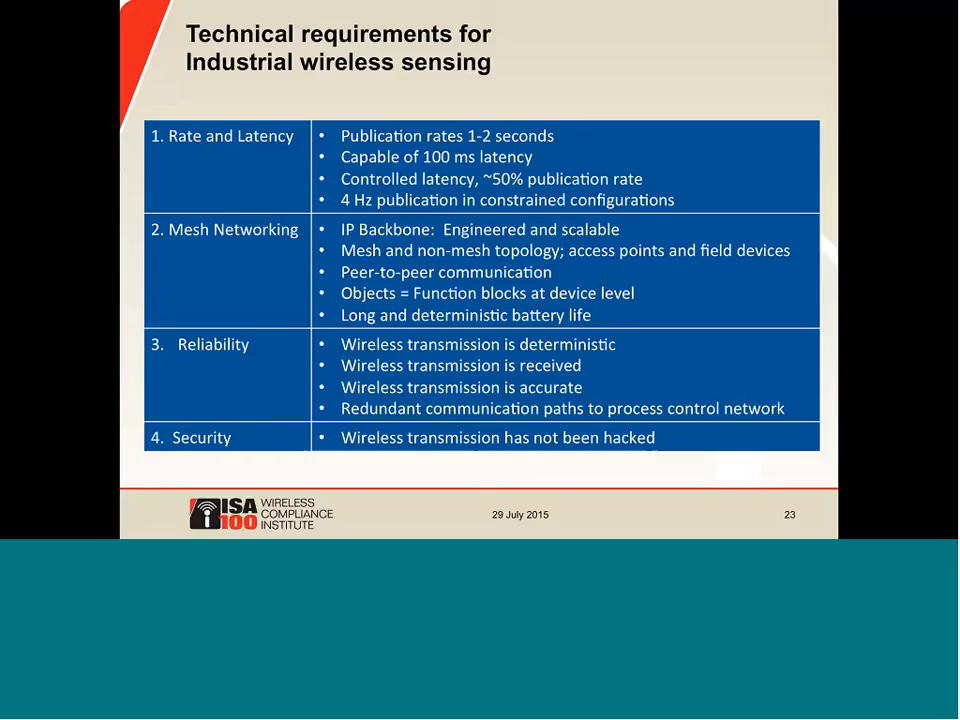 Technical requirements for
Industrial wireless sensing
1. Rate and Latency
• Publication rates 1-2 seconds
• Capable of 100 ms latency
• Controlled latency, ~50% publication rate
• 4 Hz publication in constrained configurations
2. Mesh Networking
• IP Backbone: Engineered and scalable
• Mesh and non-mesh topology; access points and field devices
• Peer-to-peer communication
• Objects = Function blocks at device level
• Long and deterministic battery life
3. Reliability
• Wireless transmission is deterministic
• Wireless transmission is received
• Wireless transmission is accurate
• Redundant communication paths to process control network
4. Security
• Wireless transmission has not been hacked
ISA
100
WIRELESS
COMPLIANCE
INSTITUTE
29 July 2015
23